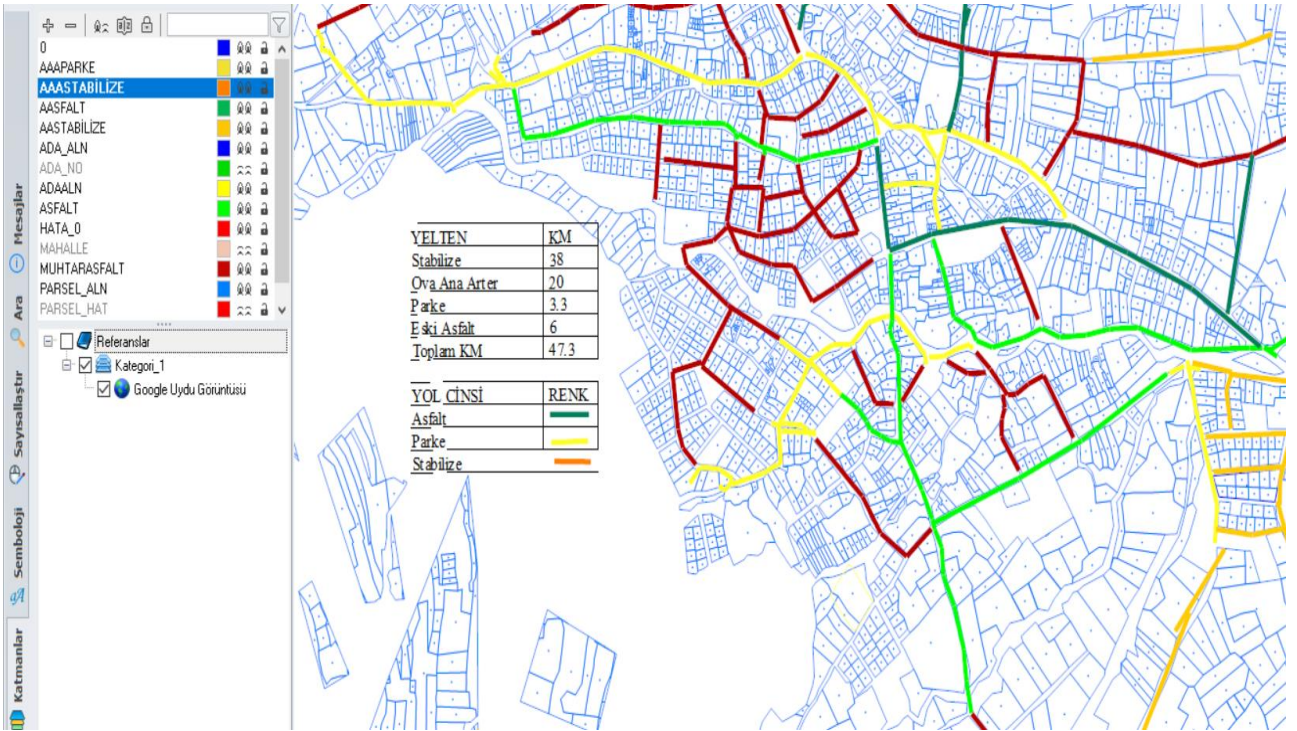 0
AAAPARKE
AAASTABİLİZE
AASFALT
AASTABİLİZE
ADA_ALN
ADA_NO
ADAALN
ASFALT
HATA_0
MAHALLE
MUHTARASFALT
PARSEL_ALN
PARSEL_HAT
Referanslar
Kategori_1
Google Uydu Görüntüsü
Mesajlar
Ara
Sayısallaştır
Semboloji
Katmanlar
YELTEN KM
Stabilize 38
Ova Ana Arter 20
Parke 3.3
Eski Asfalt 6
Toplam KM 47.3
YOL CİNSİ RENK
Asfalt
Parke
Stabilize